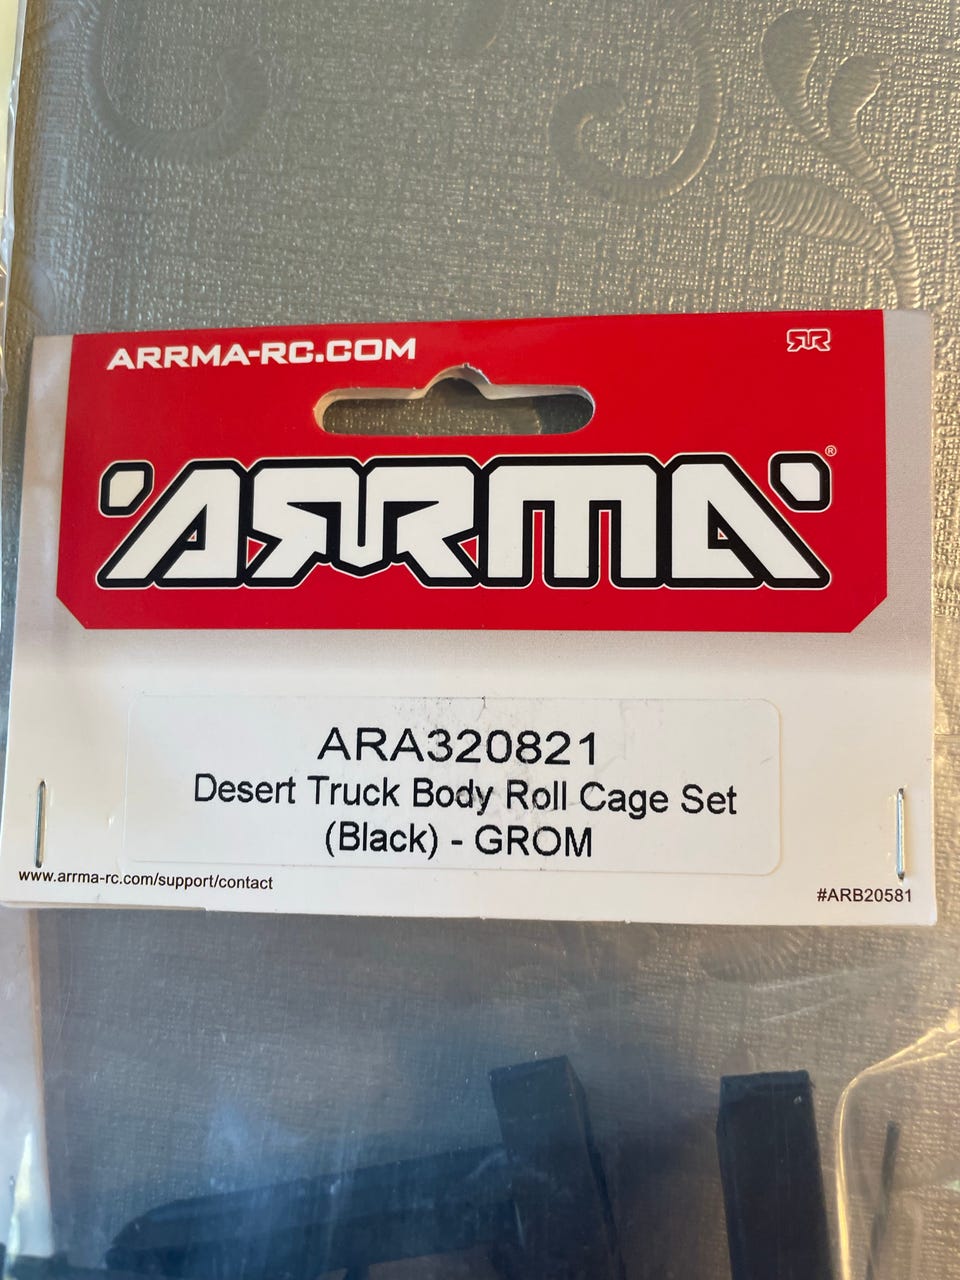 ARRMA-RC.COM
ARRMA®
ARA320821
Desert Truck Body Roll Cage Set
(Black) - GROM
www.arrma-rc.com/support/contact
#ARB20581